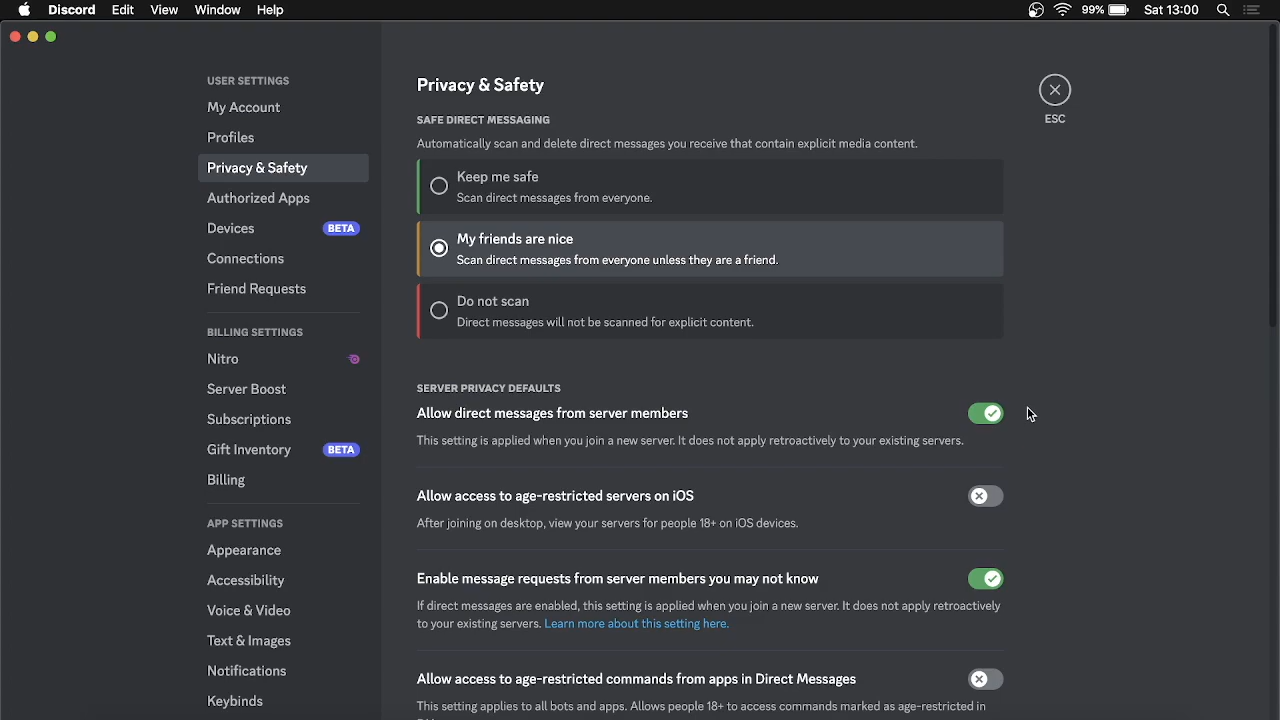 Discord Edit View Window Help 99% Sat 13:00
USER SETTINGS
My Account
Profiles
Privacy & Safety
Authorized Apps
Devices BETA
Connections
Friend Requests
BILLING SETTINGS
Nitro
Server Boost
Subscriptions
Gift Inventory BETA
Billing
APP SETTINGS
Appearance
Accessibility
Voice & Video
Text & Images
Notifications
Keybinds
Privacy & Safety
ESC
SAFE DIRECT MESSAGING
Automatically scan and delete direct messages you receive that contain explicit media content.
Keep me safe
Scan direct messages from everyone.
My friends are nice
Scan direct messages from everyone unless they are a friend.
Do not scan
Direct messages will not be scanned for explicit content.
SERVER PRIVACY DEFAULTS
Allow direct messages from server members
This setting is applied when you join a new server. It does not apply retroactively to your existing servers.
Allow access to age-restricted servers on iOS
After joining on desktop, view your servers for people 18+ on iOS devices.
Enable message requests from server members you may not know
If direct messages are enabled, this setting is applied when you join a new server. It does not apply retroactively
to your existing servers. Learn more about this setting here.
Allow access to age-restricted commands from apps in Direct Messages
This setting applies to all bots and apps. Allows people 18+ to access commands marked as age-restricted in